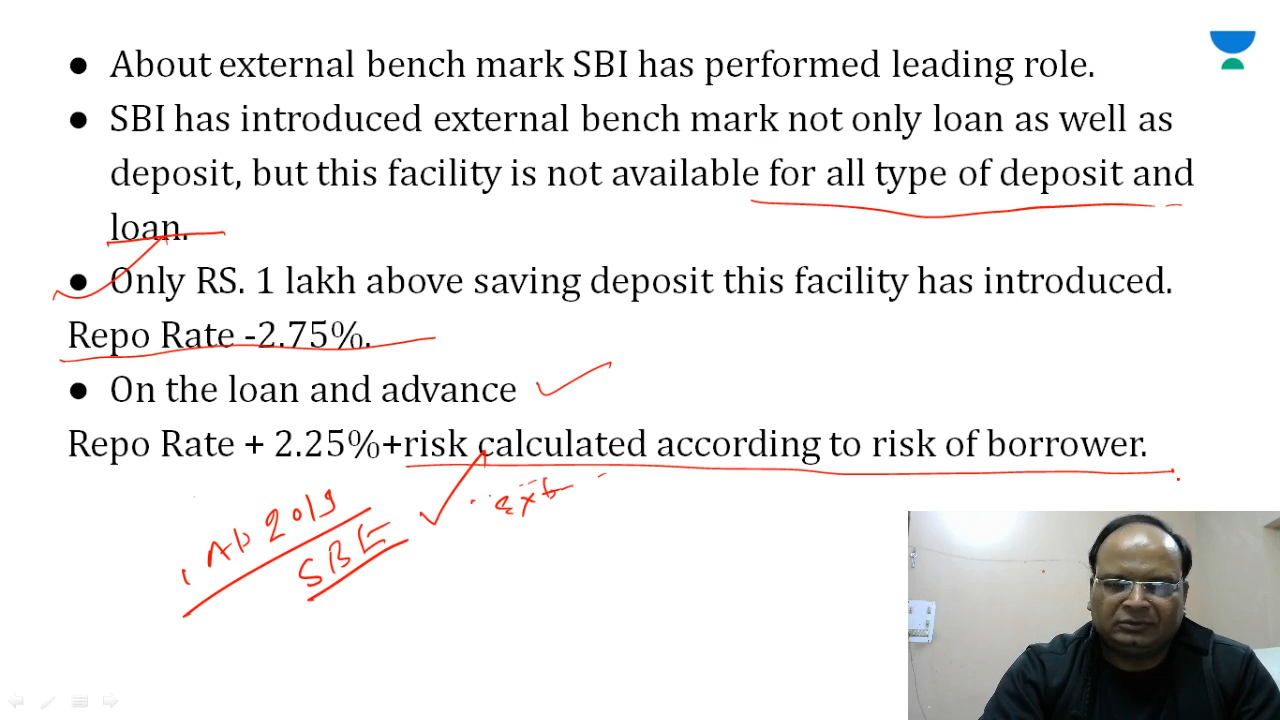 ● About external bench mark SBI has performed leading role.
● SBI has introduced external bench mark not only loan as well as
deposit, but this facility is not available for all type of deposit and
loan.
● Only RS. 1 lakh above saving deposit this facility has introduced.
Repo Rate -2.75%.
● On the loan and advance
Repo Rate + 2.25%+risk calculated according to risk of borrower.
2019